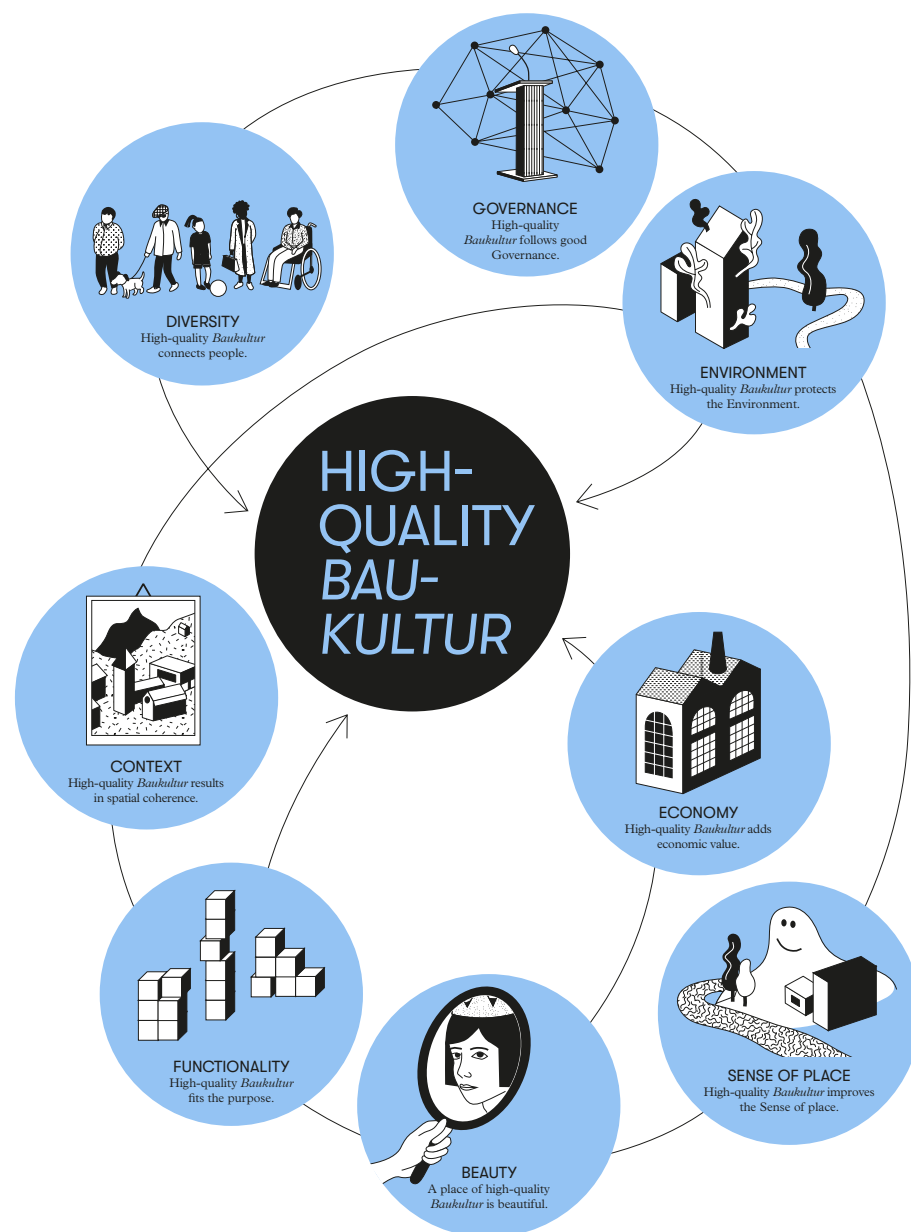 GOVERNANCE
High-quality
Baukultur follows good
Governance.
DIVERSITY
High-quality Baukultur
connects people.
ENVIRONMENT
High-quality Baukultur protects
the Environment.
HIGH-
QUALITY
BAU-
KULTUR
CONTEXT
High-quality Baukultur results
in spatial coherence.
ECONOMY
High-quality Baukultur adds
economic value.
FUNCTIONALITY
High-quality Baukultur
fits the purpose.
SENSE OF PLACE
High-quality Baukultur improves
the Sense of place.
BEAUTY
A place of high-quality
Baukultur is beautiful.